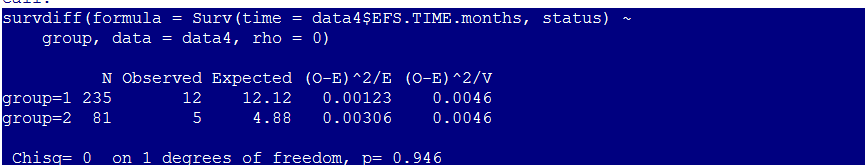 Call:
survdiff(formula = Surv(time = data4$EFS.TIME.months, status) ~
group, data = data4, rho = 0)
N Observed Expected (O-E)^2/E (O-E)^2/V
group=1 235 12 12.12 0.00123 0.0046
group=2 81 5 4.88 0.00306 0.0046
Chisq= 0 on 1 degrees of freedom, p= 0.946